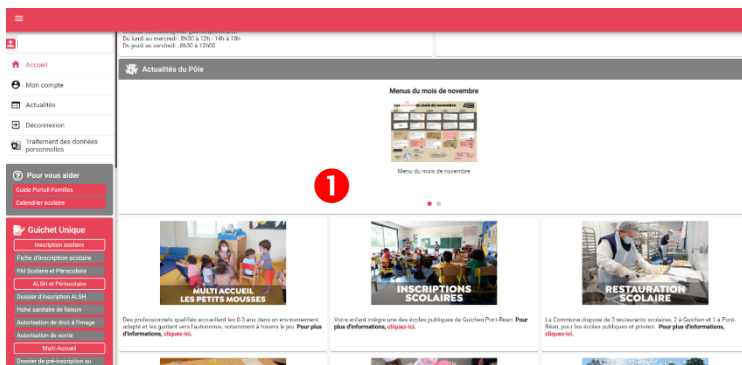 Du lundi au mercredi : 8h30 à 12h - 14h à 18h
Du jeudi au vendredi : 8h30 à 12h00
Accueil
Mon compte
Actualités
Déconnexion
Traitement des données
personnelles
Pour vous aider
Guide Portail Familles
Calendrier scolaire
Guichet Unique
Inscription scolaire
Fiche d'inscription scolaire
PAI Scolaire et Périscolaire
ALSH et Périscolaire
Dossier d'inscription ALSH
Fiche sanitaire de liaison
Autorisation de droit à l'image
Autorisation de sortie
Multi-Accueil
Dossier de pré-inscription au
Actualités du Pôle
Menus du mois de novembre
Menu du mois de novembre
1
MULTI ACCUEIL
LES PETITS MOUSSES
Des professionnels qualifiés accueillent les 0-3 ans dans un environnement
adapté et les guident vers l'autonomie, notamment à travers le jeu. Pour plus
d'informations, cliquez-ici.
INSCRIPTIONS
SCOLAIRES
Votre enfant intègre une des écoles publiques de Guichen Pont-Réan. Pour
plus d'informations, cliquez-ici.
RESTAURATION
SCOLAIRE
La Commune dispose de 3 restaurants scolaires, 2 à Guichen et 1 à Pont-
Réan, pour les écoles publiques et privées. Pour plus d'informations,
cliquez-ici.